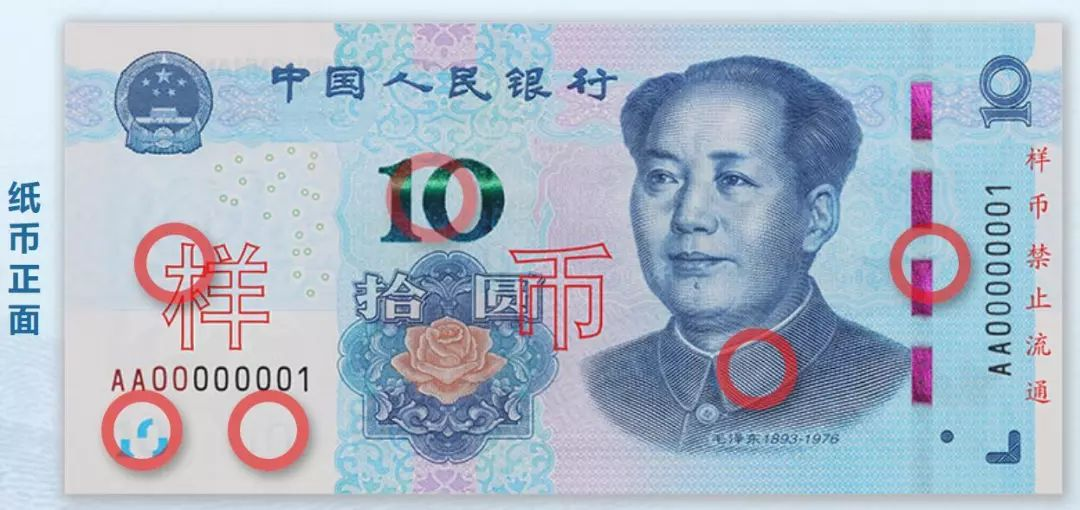 纸币正面
中国人民银行
10
10
样币
拾圆
AA00000001
毛泽东1893-1976
AA00000001
样币禁止流通